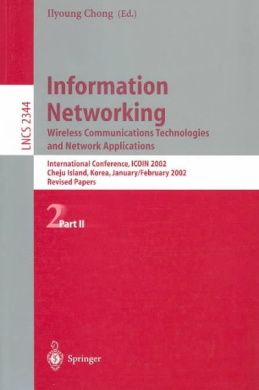 Ilyoung Chong (Ed.)
LNCS 2344
Information
Networking
Wireless Communications Technologies
and Network Applications
International Conference, ICOIN 2002
Cheju Island, Korea, January/February 2002
Revised Papers
2 Part II
Springer